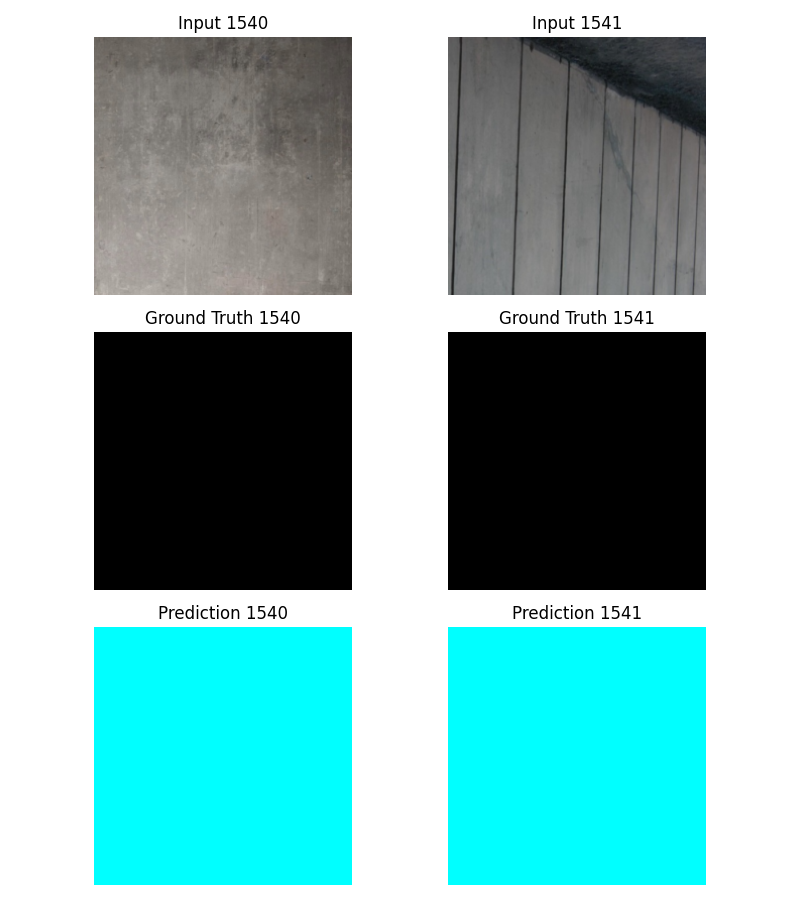 Input 1540
Input 1541
Ground Truth 1540
Ground Truth 1541
Prediction 1540
Prediction 1541